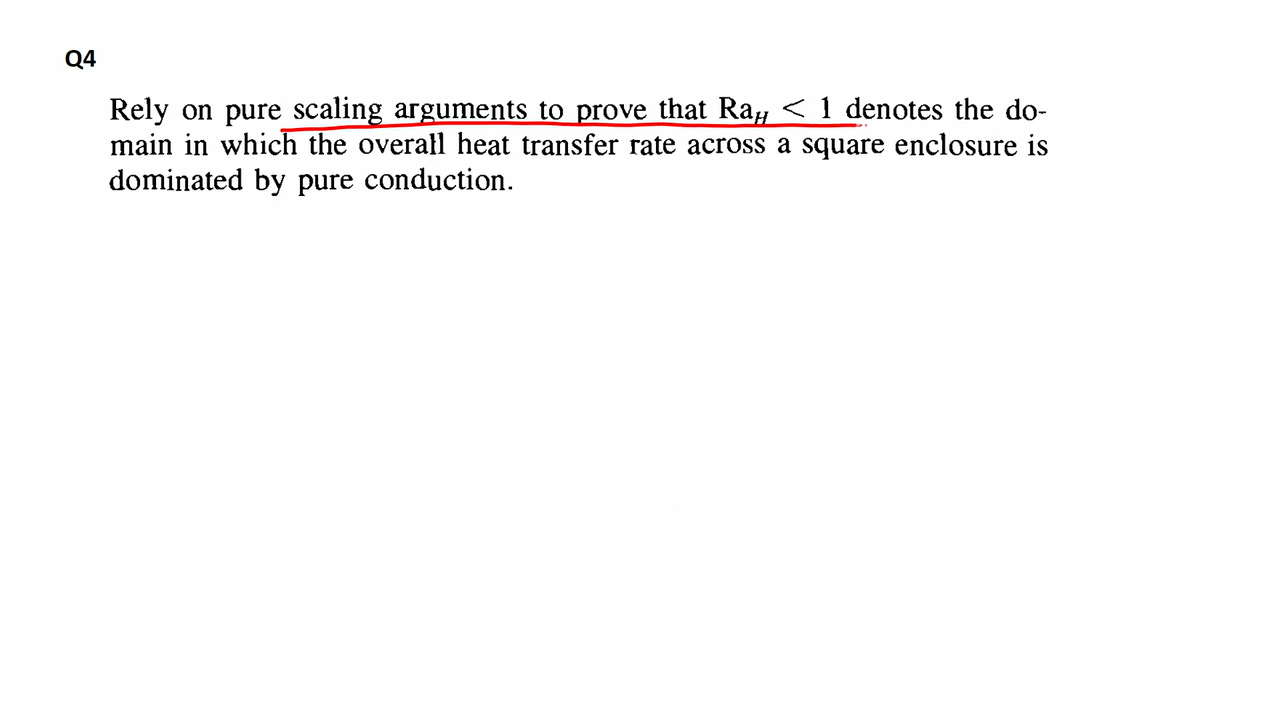 Q4
Rely on pure scaling arguments to prove that Ra_H < 1 denotes the do-
main in which the overall heat transfer rate across a square enclosure is
dominated by pure conduction.